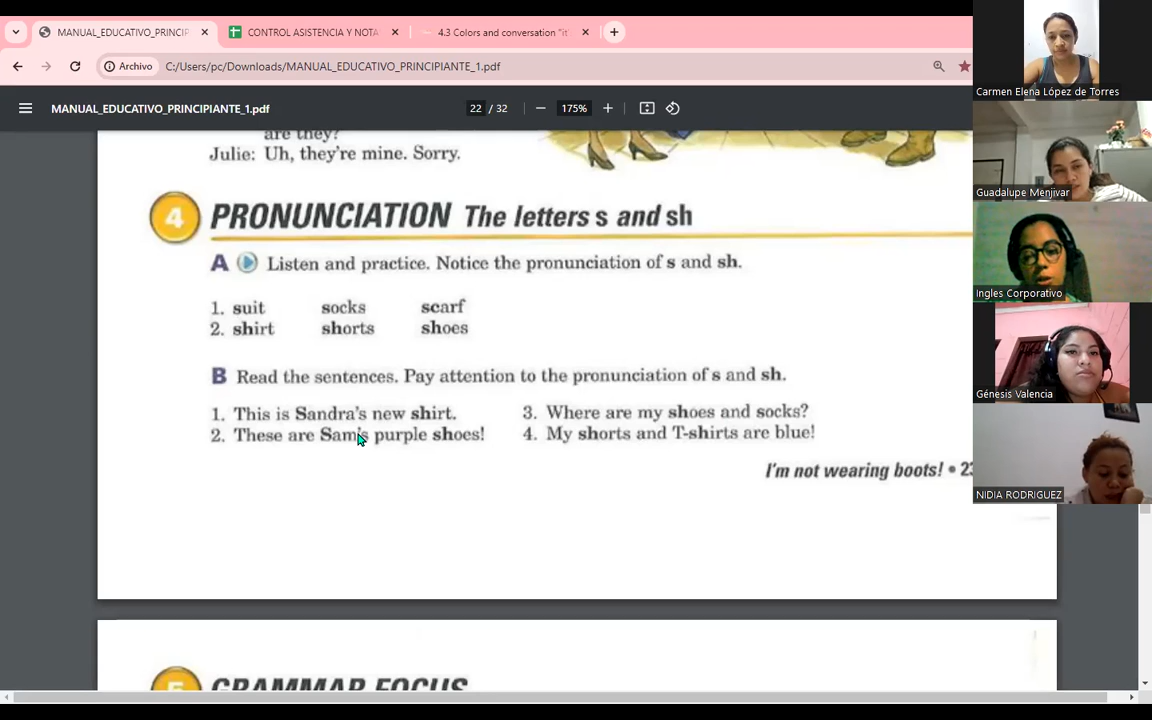 MANUAL_EDUCATIVO_PRINCIP
CONTROL ASISTENCIA Y NOTA
4.3 Colors and conversation "it
Archivo
C:/Users/pc/Downloads/MANUAL_EDUCATIVO_PRINCIPIANTE_1.pdf
MANUAL_EDUCATIVO_PRINCIPIANTE_1.pdf
22 / 32
175%
are they?
Julie: Uh, they're mine. Sorry.
4 PRONUNCIATION The letters s and sh
A Listen and practice. Notice the pronunciation of s and sh.
1. suit socks scarf
2. shirt shorts shoes
B Read the sentences. Pay attention to the pronunciation of s and sh.
1. This is Sandra's new shirt.
2. These are Sam's purple shoes!
3. Where are my shoes and socks?
4. My shorts and T-shirts are blue!
I'm not wearing boots! • 23
5 GRAMMAR FOCUS
Carmen Elena López de Torres
Guadalupe Menjivar
Ingles Corporativo
Génesis Valencia
NIDIA RODRIGUEZ